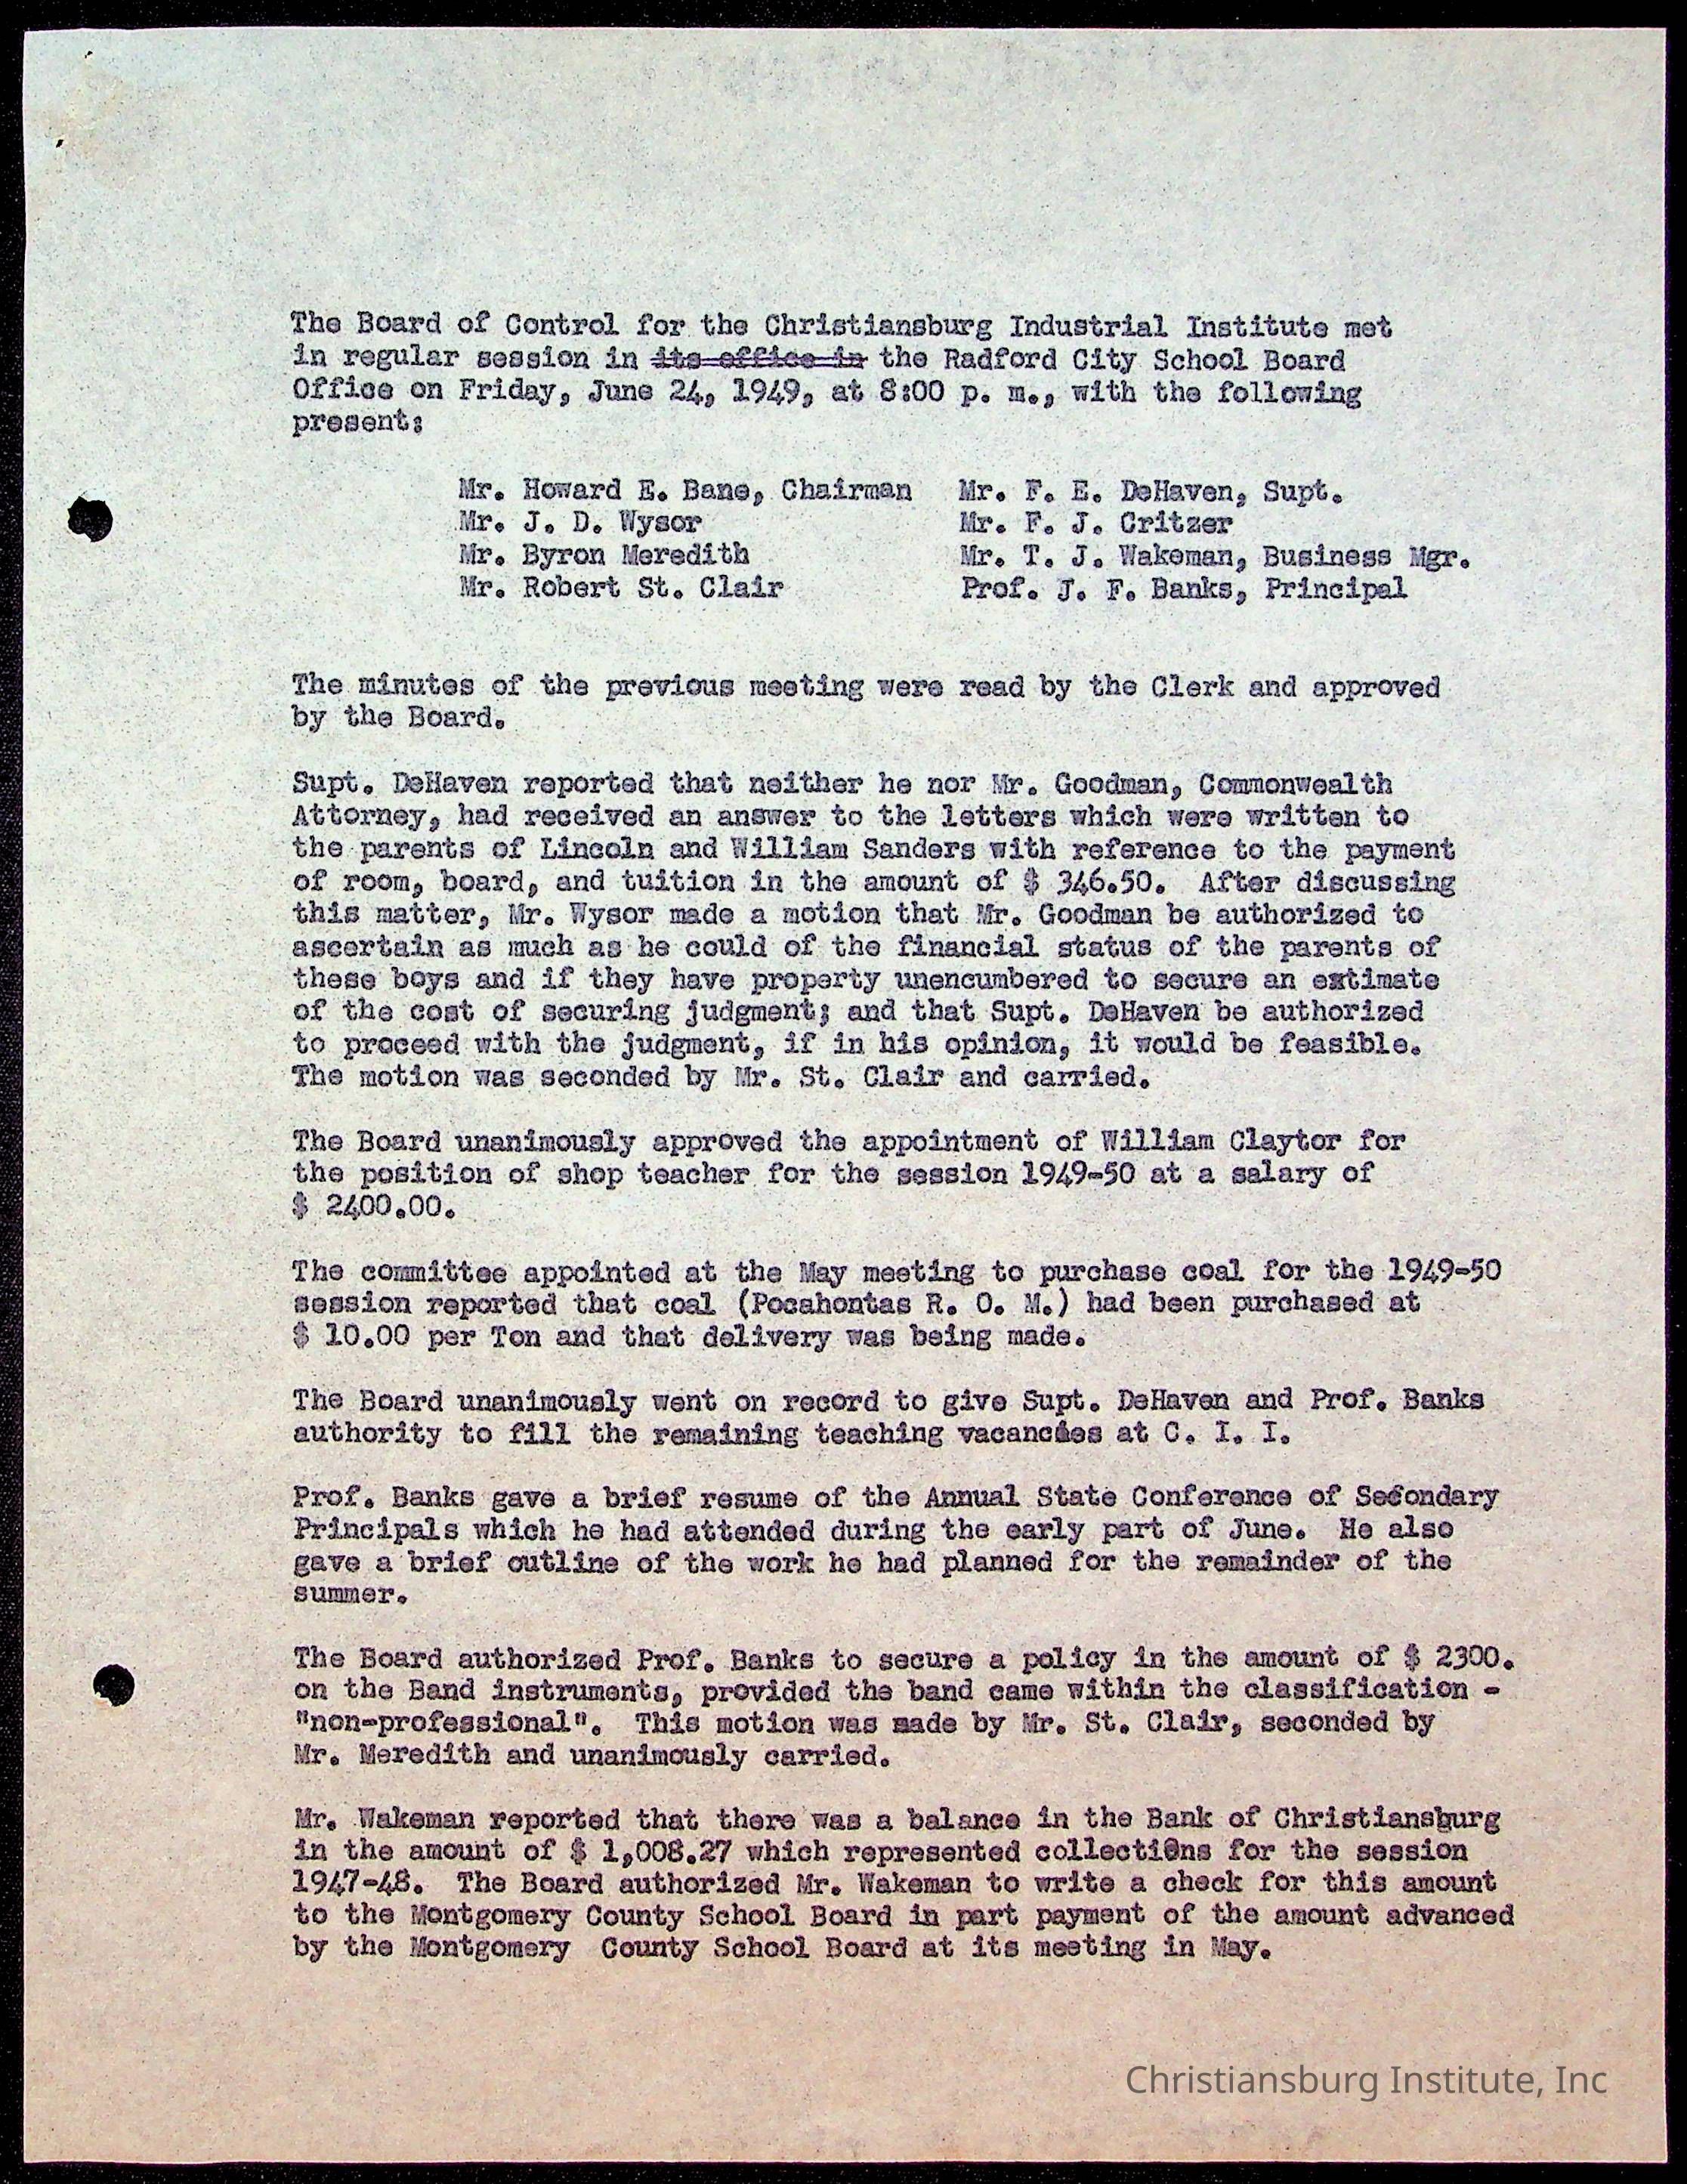 The Board of Control for the Christiansburg Industrial Institute met
in regular session in its office in the Radford City School Board
Office on Friday, June 24, 1949, at 8:00 p. m., with the following
present:
Mr. Howard E. Bane, Chairman   Mr. F. E. DeHaven, Supt.
Mr. J. D. Wysor   Mr. F. J. Critzer
Mr. Byron Meredith   Mr. T. J. Wakeman, Business Mgr.
Mr. Robert St. Clair   Prof. J. F. Banks, Principal
The minutes of the previous meeting were read by the Clerk and approved
by the Board.
Supt. DeHaven reported that neither he nor Mr. Goodman, Commonwealth
Attorney, had received an answer to the letters which were written to
the parents of Lincoln and William Sanders with reference to the payment
of room, board, and tuition in the amount of $ 346.50.  After discussing
this matter, Mr. Wysor made a motion that Mr. Goodman be authorized to
ascertain as much as he could of the financial status of the parents of
these boys and if they have property unencumbered to secure an extimate
of the cost of securing judgment; and that Supt. DeHaven be authorized
to proceed with the judgment, if in his opinion, it would be feasible.
The motion was seconded by Mr. St. Clair and carried.
The Board unanimously approved the appointment of William Claytor for
the position of shop teacher for the session 1949-50 at a salary of
$ 2400.00.
The committee appointed at the May meeting to purchase coal for the 1949-50
session reported that coal (Pocahontas R. O. M.) had been purchased at
$ 10.00 per Ton and that delivery was being made.
The Board unanimously went on record to give Supt. DeHaven and Prof. Banks
authority to fill the remaining teaching vacancies at C. I. I.
Prof. Banks gave a brief resume of the Annual State Conference of Secondary
Principals which he had attended during the early part of June.  He also
gave a brief outline of the work he had planned for the remainder of the
summer.
The Board authorized Prof. Banks to secure a policy in the amount of $ 2300.
on the Band instruments, provided the band came within the classification -
"non-professional".  This motion was made by Mr. St. Clair, seconded by
Mr. Meredith and unanimously carried.
Mr. Wakeman reported that there was a balance in the Bank of Christiansburg
in the amount of $ 1,008.27 which represented collections for the session
1947-48.  The Board authorized Mr. Wakeman to write a check for this amount
to the Montgomery County School Board in part payment of the amount advanced
by the Montgomery  County School Board at its meeting in May.
Christiansburg Institute, Inc